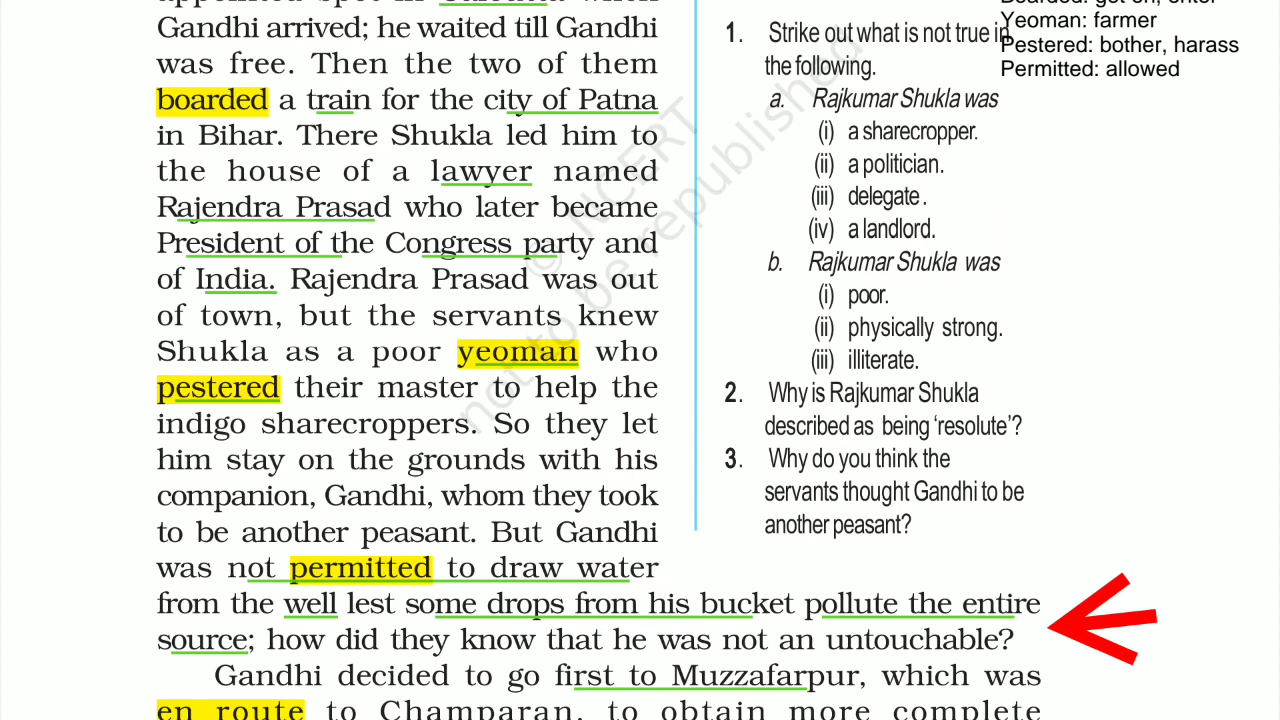 Gandhi arrived; he waited till Gandhi
was free. Then the two of them
boarded a train for the city of Patna
in Bihar. There Shukla led him to
the house of a lawyer named
Rajendra Prasad who later became
President of the Congress party and
of India. Rajendra Prasad was out
of town, but the servants knew
Shukla as a poor yeoman who
pestered their master to help the
indigo sharecroppers. So they let
him stay on the grounds with his
companion, Gandhi, whom they took
to be another peasant. But Gandhi
was not permitted to draw water
from the well lest some drops from his bucket pollute the entire
source; how did they know that he was not an untouchable?
Gandhi decided to go first to Muzzafarpur, which was
en route to Champaran, to obtain more complete
1. Strike out what is not true in
the following.
a. Rajkumar Shukla was
(i) a sharecropper.
(ii) a politician.
(iii) delegate.
(iv) a landlord.
b. Rajkumar Shukla was
(i) poor.
(ii) physically strong.
(iii) illiterate.
2. Why is Rajkumar Shukla
described as being ‘resolute’?
3. Why do you think the
servants thought Gandhi to be
another peasant?
Yeoman: farmer
Pestered: bother, harass
Permitted: allowed
© NCERT
not to be republished